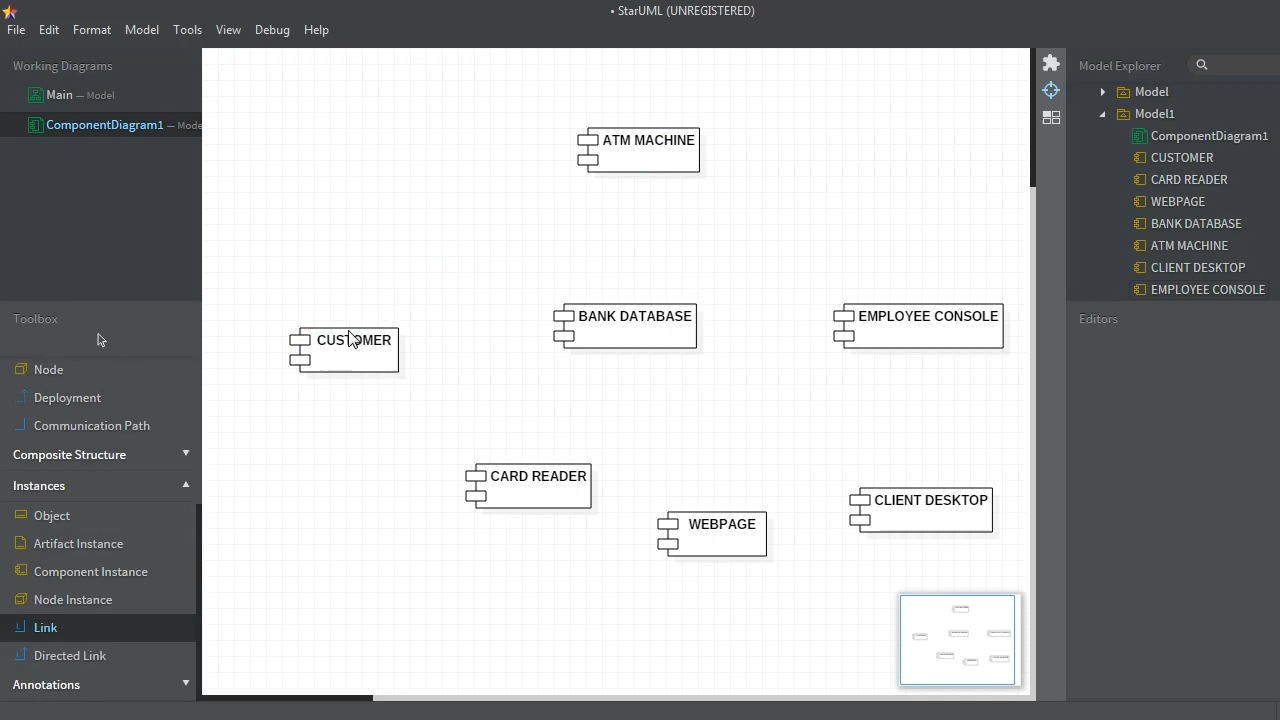 • StarUML (UNREGISTERED)
File Edit Format Model Tools View Debug Help
Working Diagrams
Main — Model
ComponentDiagram1 — Mode
Toolbox
Node
Deployment
Communication Path
Composite Structure
Instances
Object
Artifact Instance
Component Instance
Node Instance
Link
Directed Link
Annotations
ATM MACHINE
BANK DATABASE
EMPLOYEE CONSOLE
CUSTOMER
CARD READER
CLIENT DESKTOP
WEBPAGE
Model Explorer
Model
Model1
ComponentDiagram1
CUSTOMER
CARD READER
WEBPAGE
BANK DATABASE
ATM MACHINE
CLIENT DESKTOP
EMPLOYEE CONSOLE
Editors